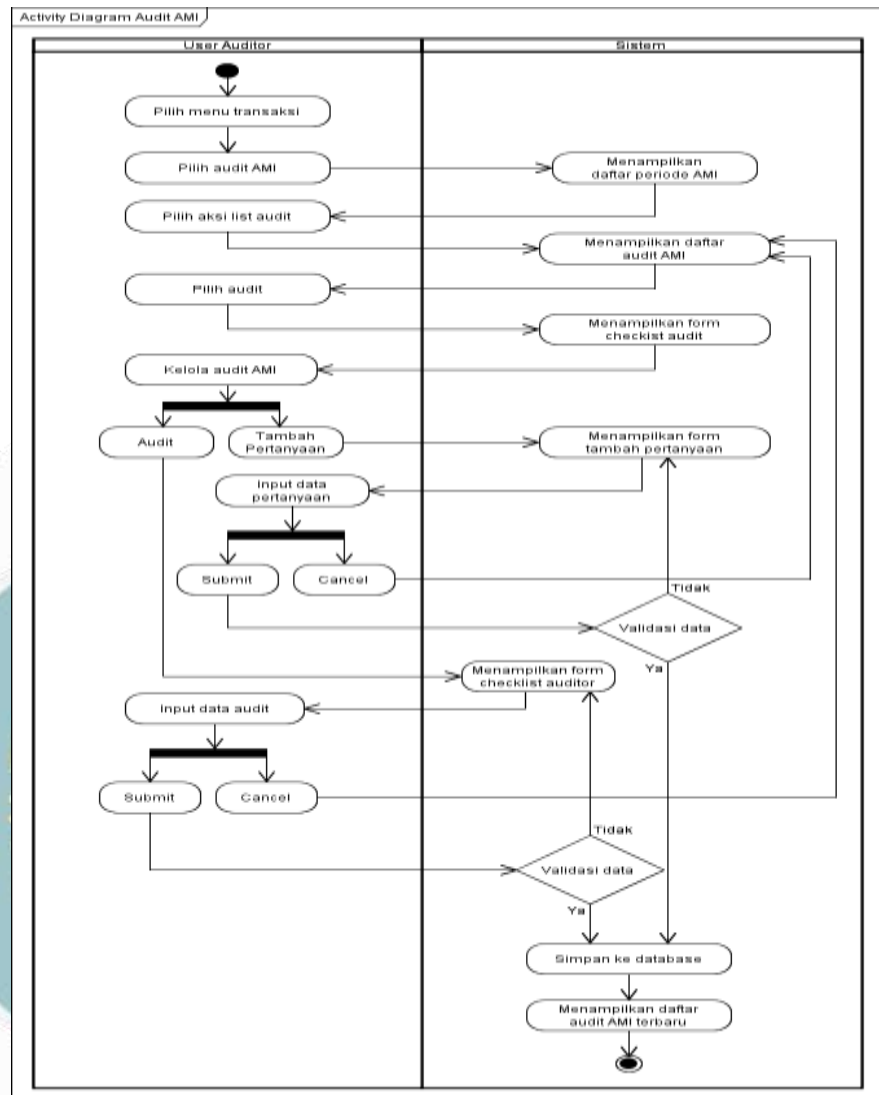 Activity Diagram Audit AMI
User Auditor
Sistem
Pilih menu transaksi
Pilih audit AMI
Menampilkan
daftar periode AMI
Pilih aksi list audit
Menampilkan daftar
audit AMI
Pilih audit
Menampilkan form
checkist audit
Kelola audit AMI
Audit
Tambah
Pertanyaan
Menampilkan form
tambah pertanyaan
Input data
pertanyaan
Submit
Cancel
Tidak
Validasi data
Ya
Menampilkan form
checklist auditor
Input data audit
Submit
Cancel
Tidak
Validasi data
Ya
Simpan ke database
Menampilkan daftar
audit AMI terbaru